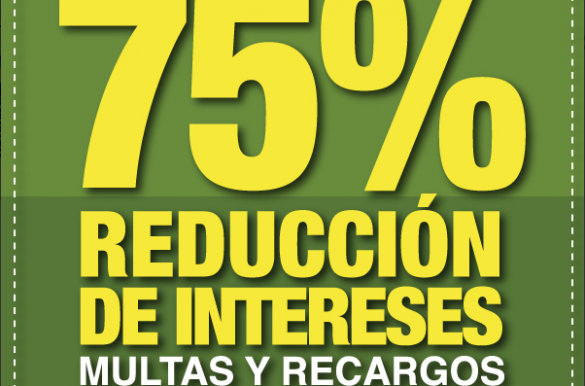 75%
REDUCCIÓN
DE INTERESES
MULTAS Y RECARGOS